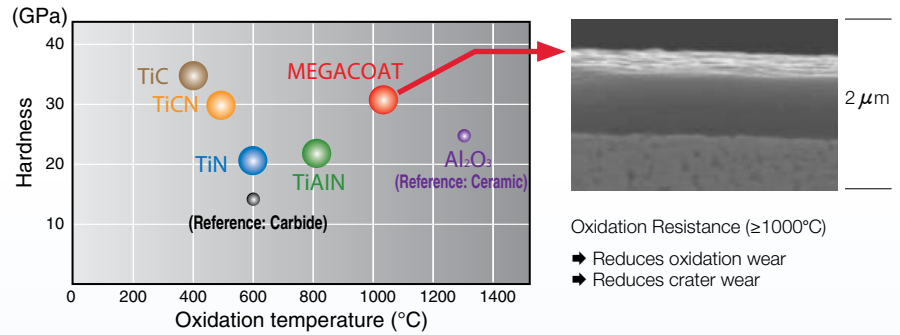 (GPa)
Hardness
40
30
20
10
TiC
TiCN
MEGACOAT
TiN
TiAlN
Al₂O₃
(Reference: Ceramic)
(Reference: Carbide)
0 200 400 600 800 1000 1200 1400
Oxidation temperature (°C)
2 μm
Oxidation Resistance (≥1000°C)
➡ Reduces oxidation wear
➡ Reduces crater wear